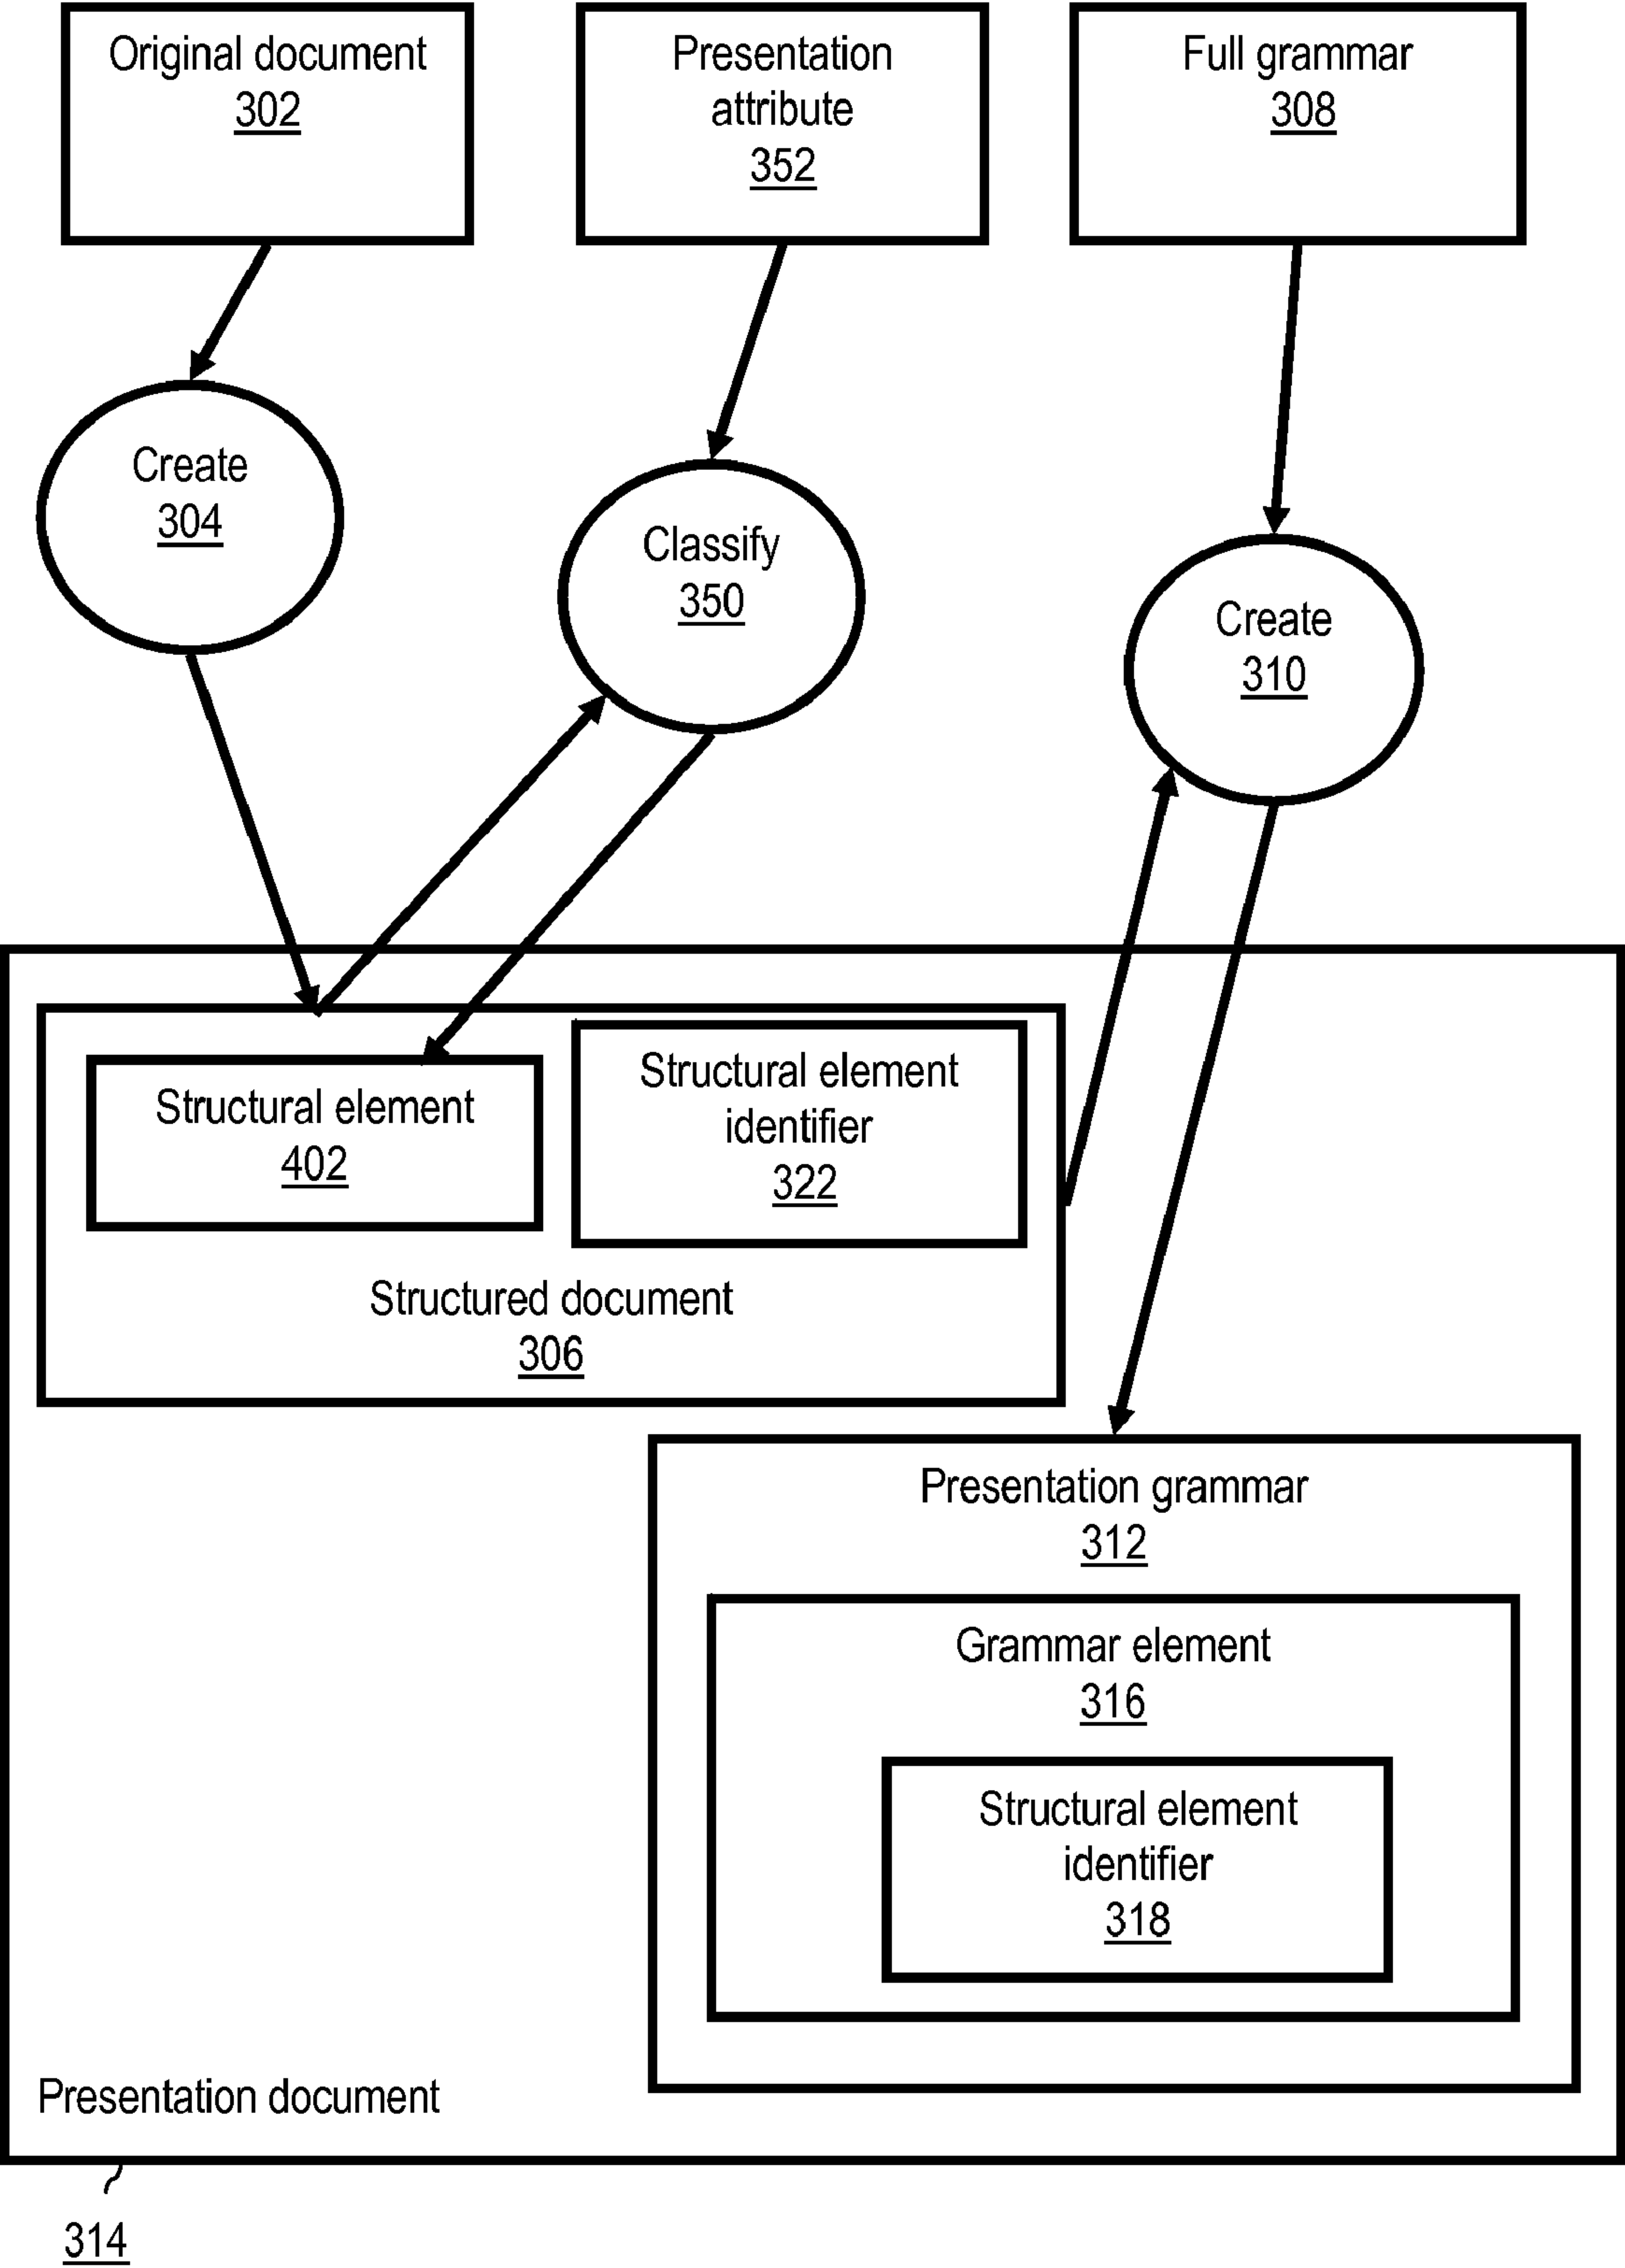 Original document
302
Presentation
attribute
352
Full grammar
308
Create
304
Classify
350
Create
310
Structural element
402
Structural element
identifier
322
Structured document
306
Presentation grammar
312
Grammar element
316
Structural element
identifier
318
Presentation document
314